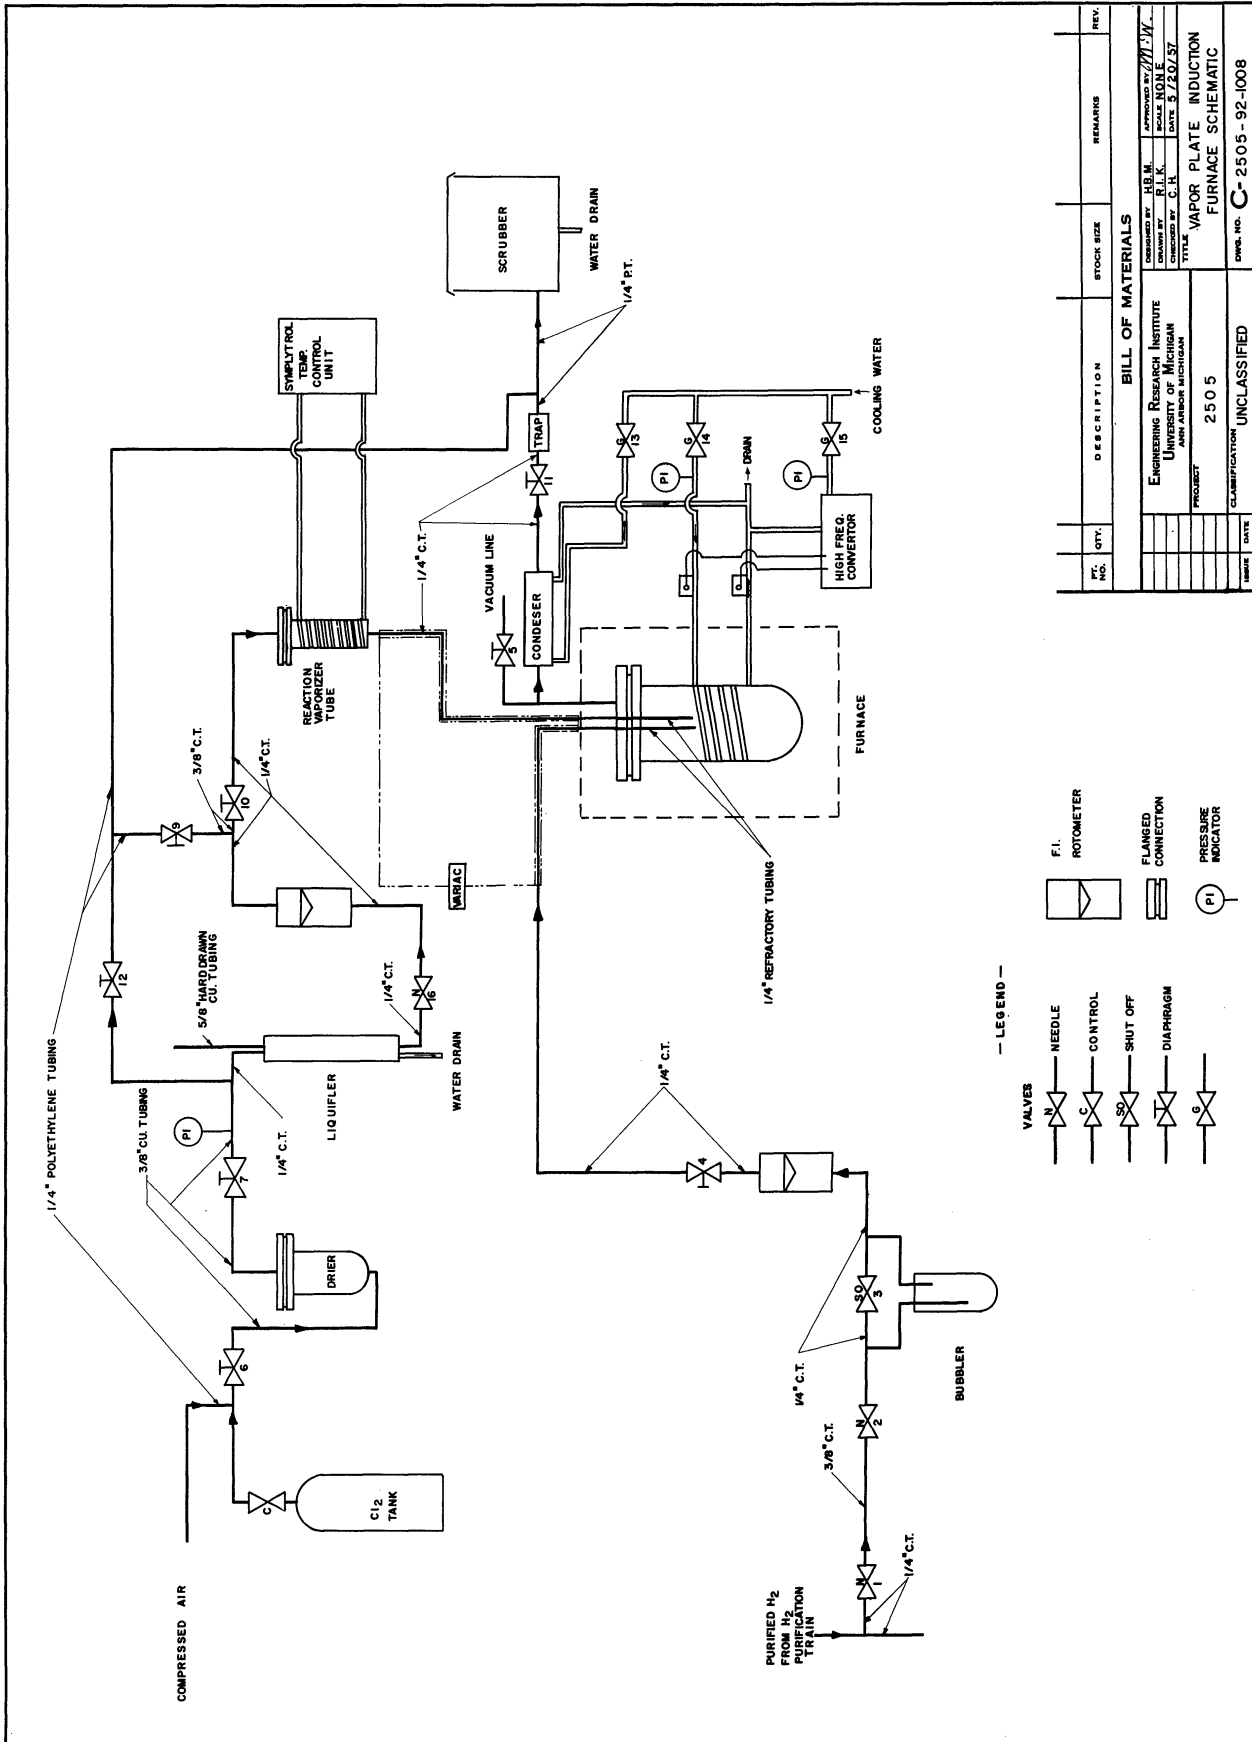 COMPRESSED AIR
1/4" POLYETHYLENE TUBING
Cl2
TANK
C
6
3/8" CU. TUBING
DRIER
7
PI
1/4" C.T.
LIQUIFLER
WATER DRAIN
12
5/8" HARD DRAWN
CU. TUBING
1/4" C.T.
N
16
9
3/8" C.T.
10
1/4" C.T.
REACTION
VAPORIZER
TUBE
SYMPLYTROL
TEMP.
CONTROL
UNIT
VARIAC
1/4" C.T.
VACUUM LINE
5
CONDESER
11
TRAP
1/4" P.T.
SCRUBBER
WATER DRAIN
G
13
G
14
G
15
PI
PI
DRAIN
COOLING WATER
HIGH FREQ.
CONVERTOR
FURNACE
1/4" REFRACTORY TUBING
1/4" C.T.
4
SO
3
1/4" C.T.
BUBBLER
N
2
3/8" C.T.
N
1
1/4" C.T.
PURIFIED H2
FROM H2
PURIFICATION
TRAIN
— LEGEND —
VALVES
N
NEEDLE
C
CONTROL
SO
SHUT OFF
DIAPHRAGM
G
F.I.
ROTOMETER
FLANGED
CONNECTION
PI
PRESSURE
INDICATOR
PT. NO.
QTY.
DESCRIPTION
STOCK SIZE
REMARKS
REV.
BILL OF MATERIALS
ENGINEERING RESEARCH INSTITUTE
UNIVERSITY OF MICHIGAN
ANN ARBOR MICHIGAN
DESIGNED BY H.B.M.
APPROVED BY M.W.
DRAWN BY R.I.K.
SCALE NONE
CHECKED BY C.H.
DATE 5/20/57
PROJECT
2505
TITLE
VAPOR PLATE INDUCTION
FURNACE SCHEMATIC
CLASSIFICATION
UNCLASSIFIED
DWG. NO. C-2505-92-1008
ISSUE
DATE